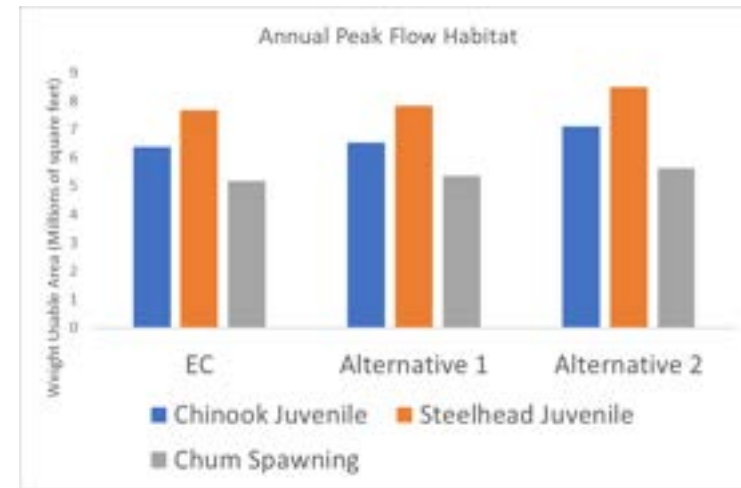 Annual Peak Flow Habitat
Weight Usable Area (Millions of square feet)
9
8
7
6
5
4
3
2
1
0
EC
Alternative 1
Alternative 2
Chinook Juvenile
Steelhead Juvenile
Chum Spawning